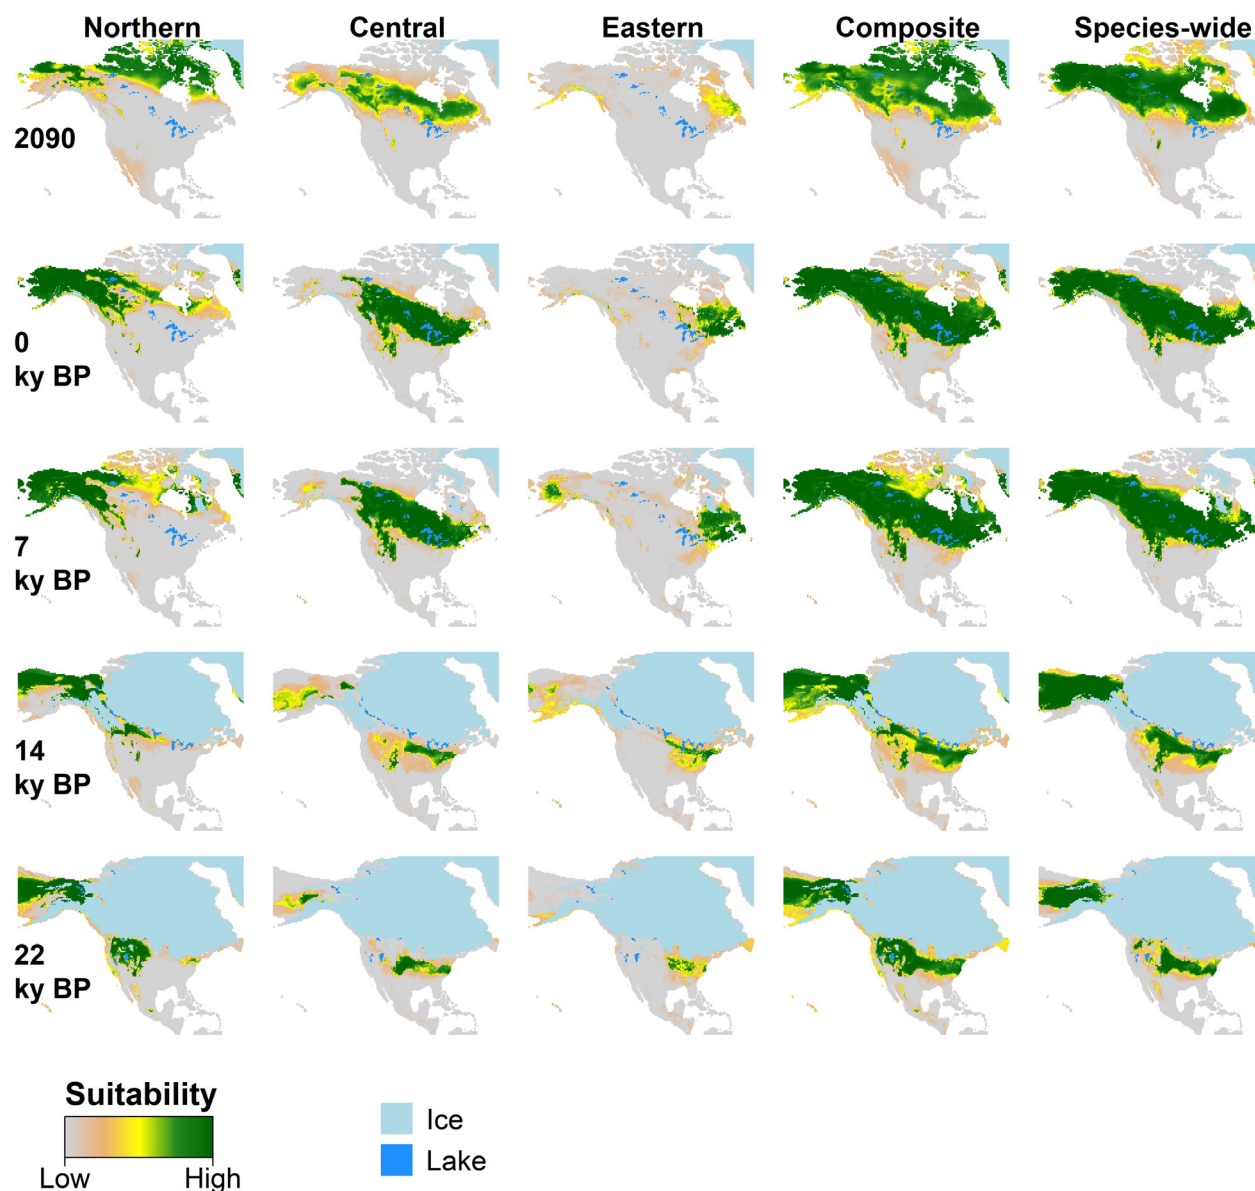 Northern Central Eastern Composite Species-wide
2090
0
ky BP
7
ky BP
14
ky BP
22
ky BP
Suitability
Low High
Ice
Lake